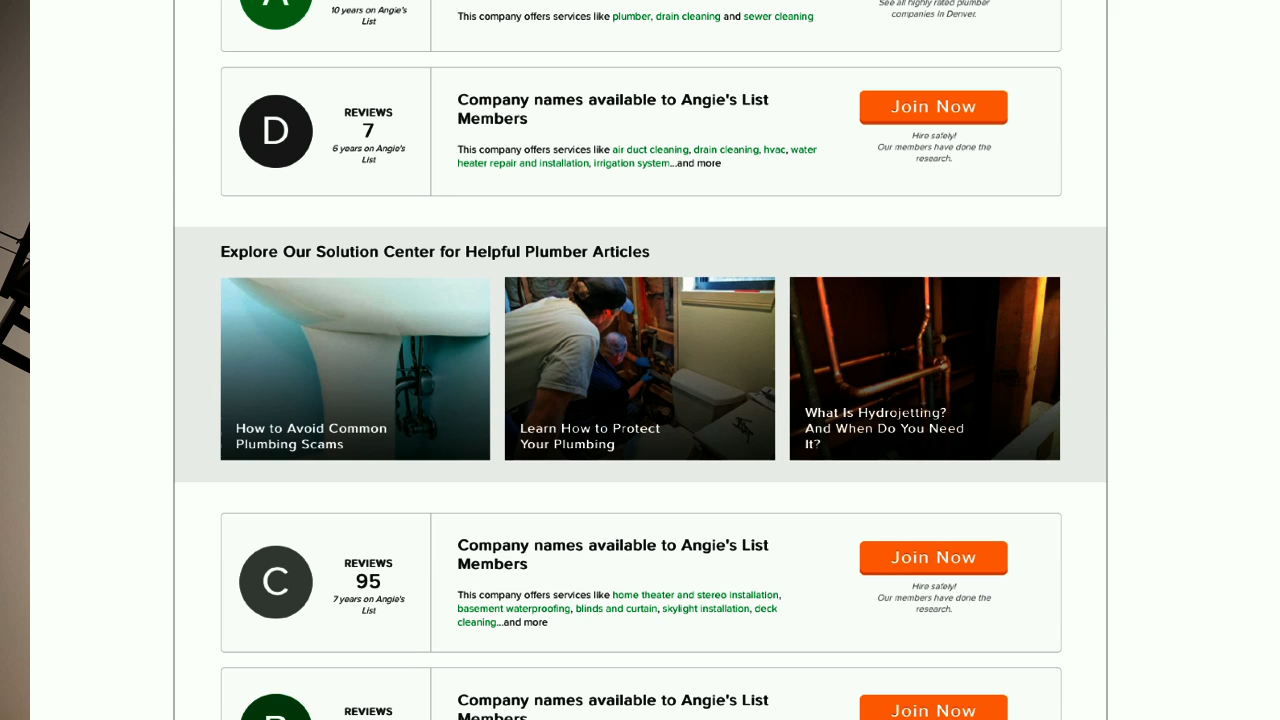 10 years on Angie's
List
This company offers services like plumber, drain cleaning and sewer cleaning
See all highly rated plumber
companies in Denver.
D
REVIEWS
7
6 years on Angie's
List
Company names available to Angie's List
Members
This company offers services like air duct cleaning, drain cleaning, hvac, water
heater repair and installation, irrigation system...and more
Join Now
Hire safely!
Our members have done the
research.
Explore Our Solution Center for Helpful Plumber Articles
How to Avoid Common
Plumbing Scams
Learn How to Protect
Your Plumbing
What Is Hydrojetting?
And When Do You Need
It?
C
REVIEWS
95
7 years on Angie's
List
Company names available to Angie's List
Members
This company offers services like home theater and stereo installation,
basement waterproofing, blinds and curtain, skylight installation, deck
cleaning...and more
Join Now
Hire safely!
Our members have done the
research.
REVIEWS
Company names available to Angie's List
Members
Join Now